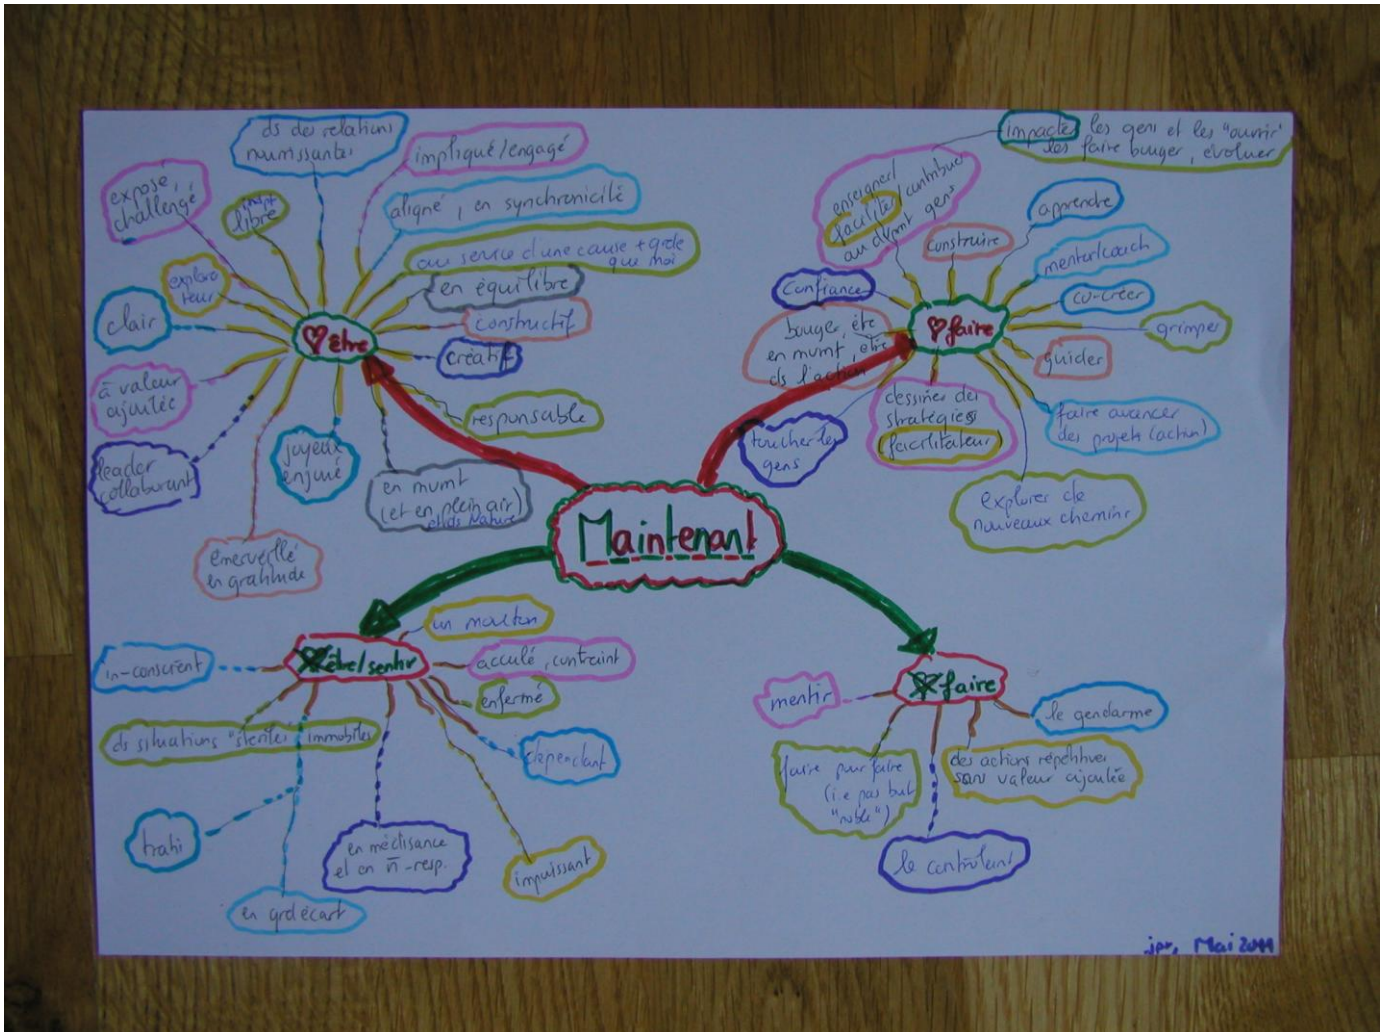 Maintenant
être
ds des relations
nourrissantes
impliqué/engagé
aligné, en synchronicité
au service d'une cause + grde
que moi
en équilibre
constructif
créatif
responsable
en mvmt
(et en plein air)
et ds Nature
joyeux
enjoué
émerveillé
en gratitude
leader
collaborant
à valeur
ajoutée
clair
explora
teur
exposé,
challengé
libre
faire
impacter les gens et les "ouvrir"
les faire bouger, évoluer
enseigner/
faciliter/contribuer
au dvpmt gens
construire
apprendre
mentor/coach
co-créer
grimper
guider
faire avancer
des projets (action)
explorer de
nouveaux chemins
dessiner des
stratégies
(facilitateur)
toucher les
gens
bouger, être
en mvmt, être
ds l'action
confiance
être/sentir
un mouton
acculé, contraint
enfermé
dépendant
impuissant
en médisance
et en n̄-resp.
en grd écart
trahi
ds situations "stériles" immobiles
in-conscient
faire
mentir
le gendarme
des actions répétitives
sans valeur ajoutée
faire pour faire
(i.e pas but
"noble")
le contrôlant
jpr, Mai 2011